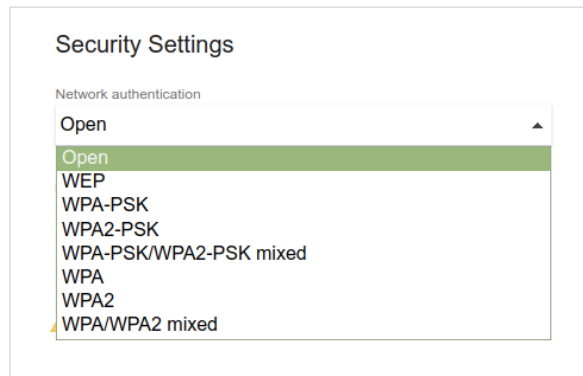 Security Settings
Network authentication
Open
Open
WEP
WPA-PSK
WPA2-PSK
WPA-PSK/WPA2-PSK mixed
WPA
WPA2
WPA/WPA2 mixed